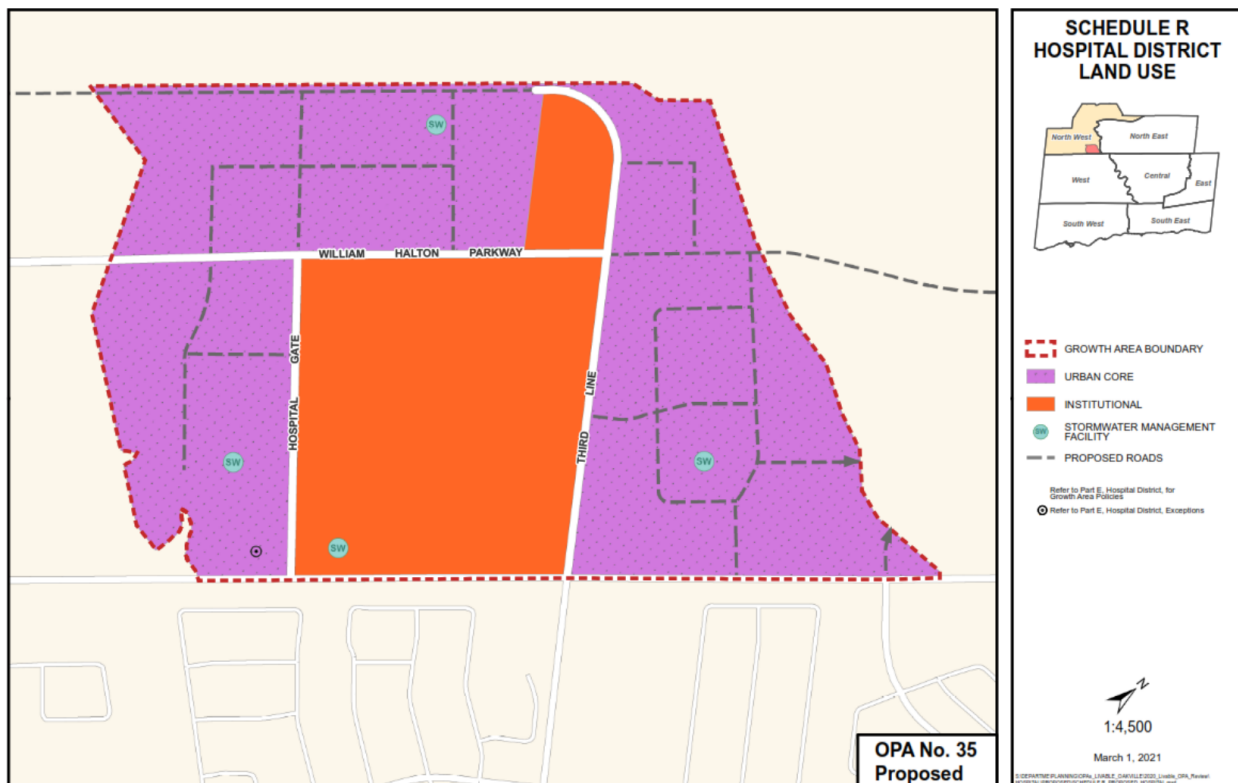 SW
WILLIAM HALTON PARKWAY
HOSPITAL GATE
THIRD LINE
SW
SW
SW
OPA No. 35
Proposed
SCHEDULE R
HOSPITAL DISTRICT
LAND USE
North West
North East
West
Central
East
South West
South East
GROWTH AREA BOUNDARY
URBAN CORE
INSTITUTIONAL
SW
STORMWATER MANAGEMENT
FACILITY
PROPOSED ROADS
Refer to Part E, Hospital District, for
Growth Area Policies
Refer to Part E, Hospital District, Exceptions
N
1:4,500
March 1, 2021